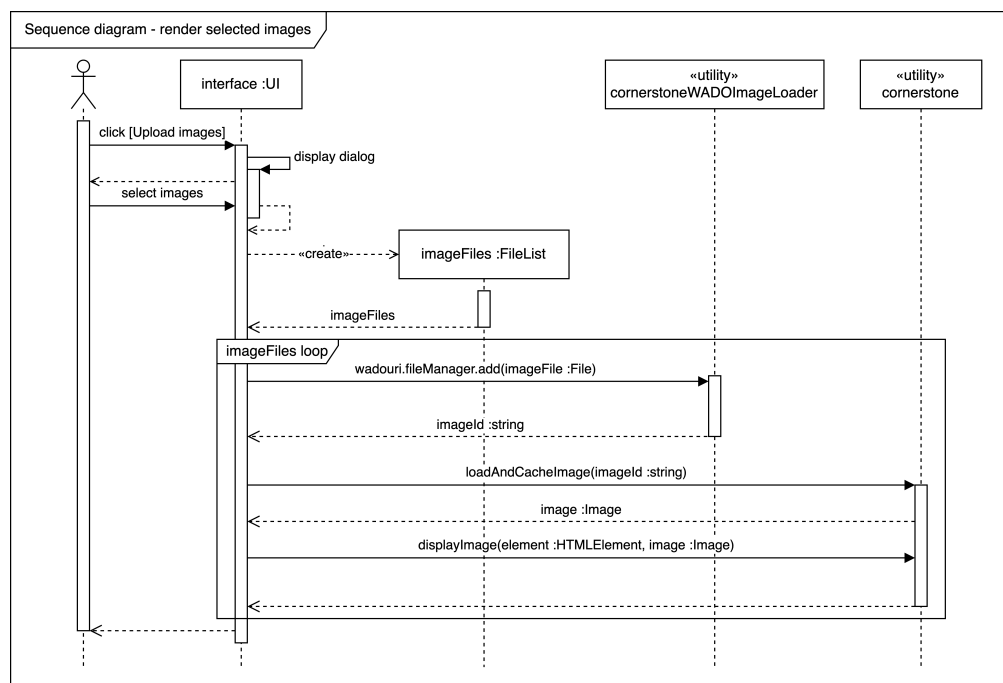 Sequence diagram - render selected images
interface :UI
«utility»
cornerstoneWADOImageLoader
«utility»
cornerstone
click [Upload images]
display dialog
select images
«create»
imageFiles :FileList
imageFiles
imageFiles loop
wadouri.fileManager.add(imageFile :File)
imageId :string
loadAndCacheImage(imageId :string)
image :Image
displayImage(element :HTMLElement, image :Image)